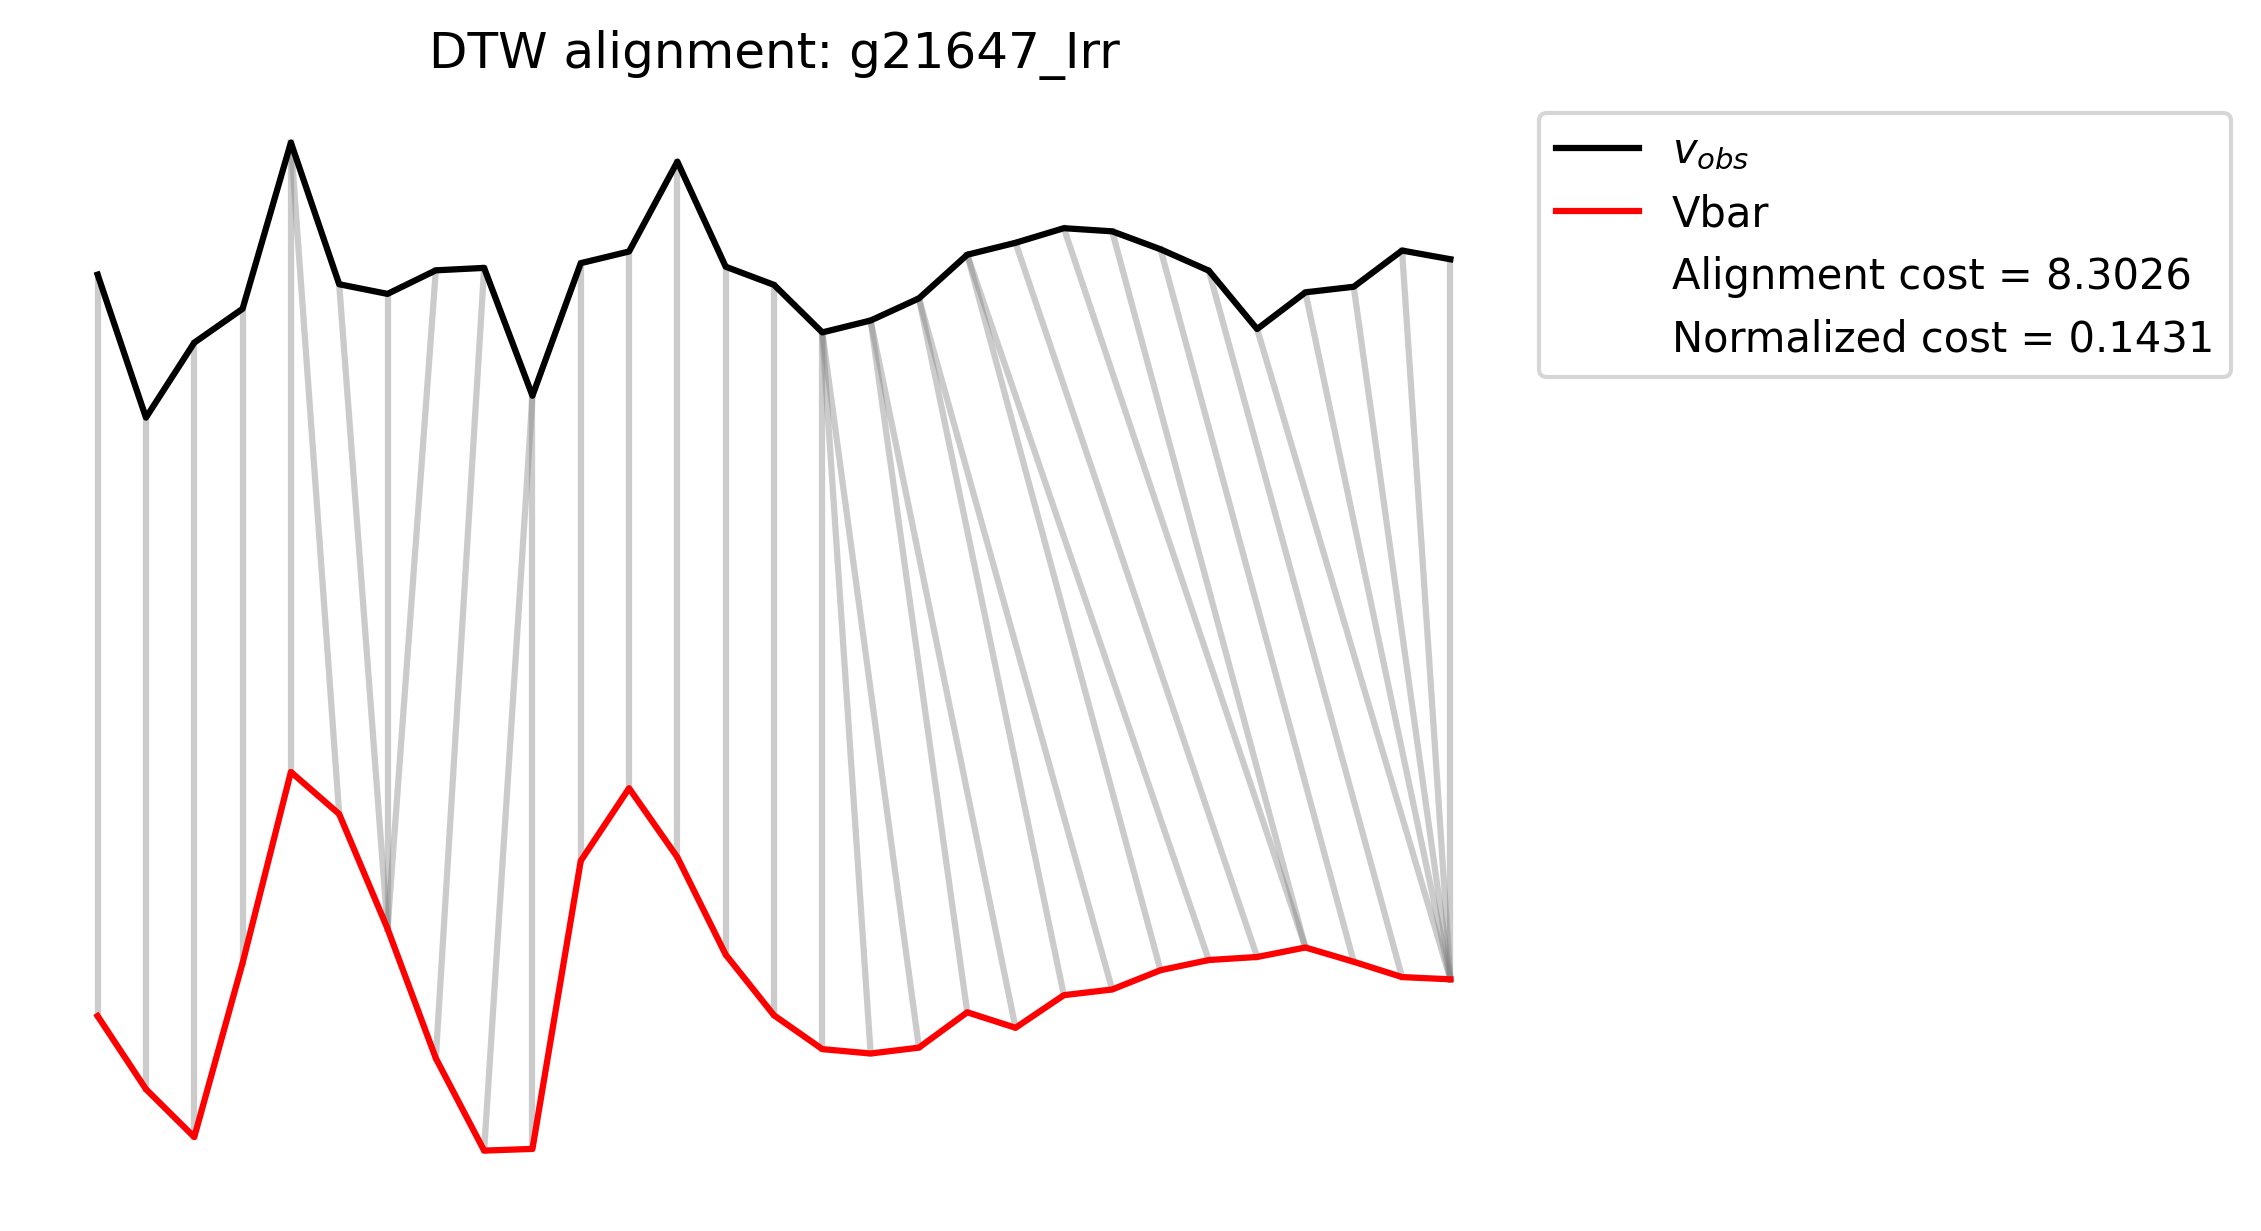 DTW alignment: g21647_Irr
v_obs
Vbar
Alignment cost = 8.3026
Normalized cost = 0.1431